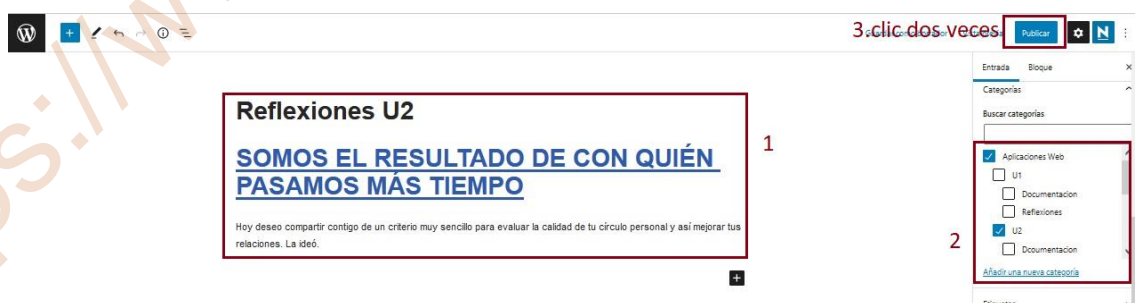 3.clic dos veces
Publicar
Entrada Bloque
Categorías
Buscar categorías
Reflexiones U2
1
SOMOS EL RESULTADO DE CON QUIÉN
PASAMOS MÁS TIEMPO
Aplicaciones Web
U1
Documentacion
Reflexiones
U2
Dcoumentacion
2
Hoy deseo compartir contigo de un criterio muy sencillo para evaluar la calidad de tu círculo personal y así mejorar tus
relaciones. La ideó.
Añadir una nueva categoría
ps://w